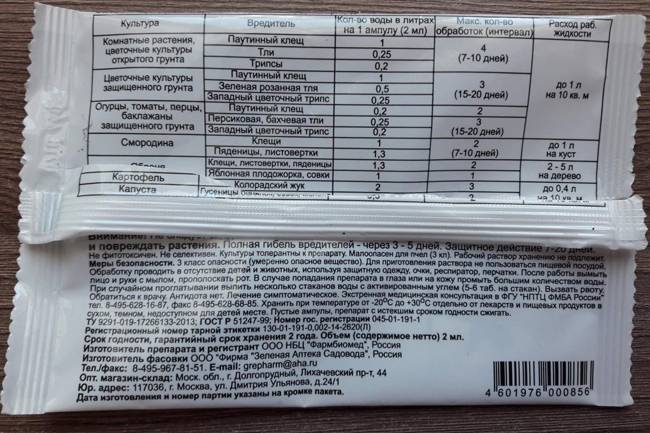 Культура Вредитель Кол-во воды в литрах на 1 ампулу (2 мл) Макс. кол-во обработок (интервал) Расход раб. жидкости
Комнатные растения, цветочные культуры открытого грунта Паутинный клещ 1 4 (7-10 дней) до 1 л на 10 кв. м
Тли 0,25
Трипсы 0,2
Цветочные культуры защищенного грунта Паутинный клещ 1 3 (15-20 дней)
Зеленая розанная тля 0,5
Западный цветочный трипс 0,25
Огурцы, томаты, перцы, баклажаны защищенного грунта Паутинный клещ 0,2 2
Персиковая, бахчевая тли 0,25 3 (15-20 дней)
Западный цветочный трипс 0,2
Смородина Клещи 1 2 (7-10 дней) до 1 л на куст
Пяденицы, листовертки 1,3
Клещи, листовертки, пяденицы 1,3 2 2 - 5 л на дерево
Яблонная плодожорка, совки 1 1
Картофель Колорадский жук 2 3 до 0,4 л
Капуста Гусеницы
и повреждать растения. Полная гибель вредителей - через 3 - 5 дней. Защитное действие 7-20 дней.
Не фитотоксичен. Не селективен. Культуры толерантны к препарату. Малоопасен для пчел (3 кл). Рабочий раствор хранению не подлежит.
Меры безопасности. 3 класс опасности (умеренно опасное вещество). Для приготовления раствора не пользоваться пищевой посудой.
Обработку проводить в отсутствие детей и животных, используя защитную одежду, очки, респиратор, перчатки. После работы вымыть
лицо и руки с мылом, прополоскать рот. В случае попадания препарата в глаза или на кожу промыть большим количеством воды.
При случайном проглатывании выпить несколько стаканов воды с активированным углем (5-6 таб. на стакан). Вызвать рвоту.
Обратиться к врачу. Антидота нет. Лечение симптоматическое. Экстренная медицинская консультация в ФГУ "НПТЦ ФМБА России"
тел. 8-495-628-16-87, факс 8-495-628-68-85. Хранить при температуре от -20°С до +30°С отдельно от лекарств и пищевых продуктов в
сухом, темном, недоступном для детей месте. Пустые ампулы, препарат с истекшим сроком годности сжигать.
ТУ 9291-019-17266133-2013; ГОСТ Р 51247-99; Номер гос. регистрации 045-01-191-1
Регистрационный номер тарной этикетки 130-01-191-0,002-14-2620(Л)
Срок годности, гарантийный срок хранения 2 года. Объем (содержимое нетто) 2 мл.
Изготовитель препарата и регистрант ООО НБЦ "Фармбиомед", Россия
Изготовитель фасовки ООО "Фирма "Зеленая Аптека Садовода", Россия
Тел./факс: 8-495-967-81-51. E-mail: grepharm@aha.ru
Опт. магазин-склад: Моск. обл., г. Долгопрудный, Лихачевский пр-т, 44
Юр. адрес: 117036, г. Москва, ул. Дмитрия Ульянова, д.24/1
Дата изготовления и номер партии указаны на кромке пакета.
4 601976 000856